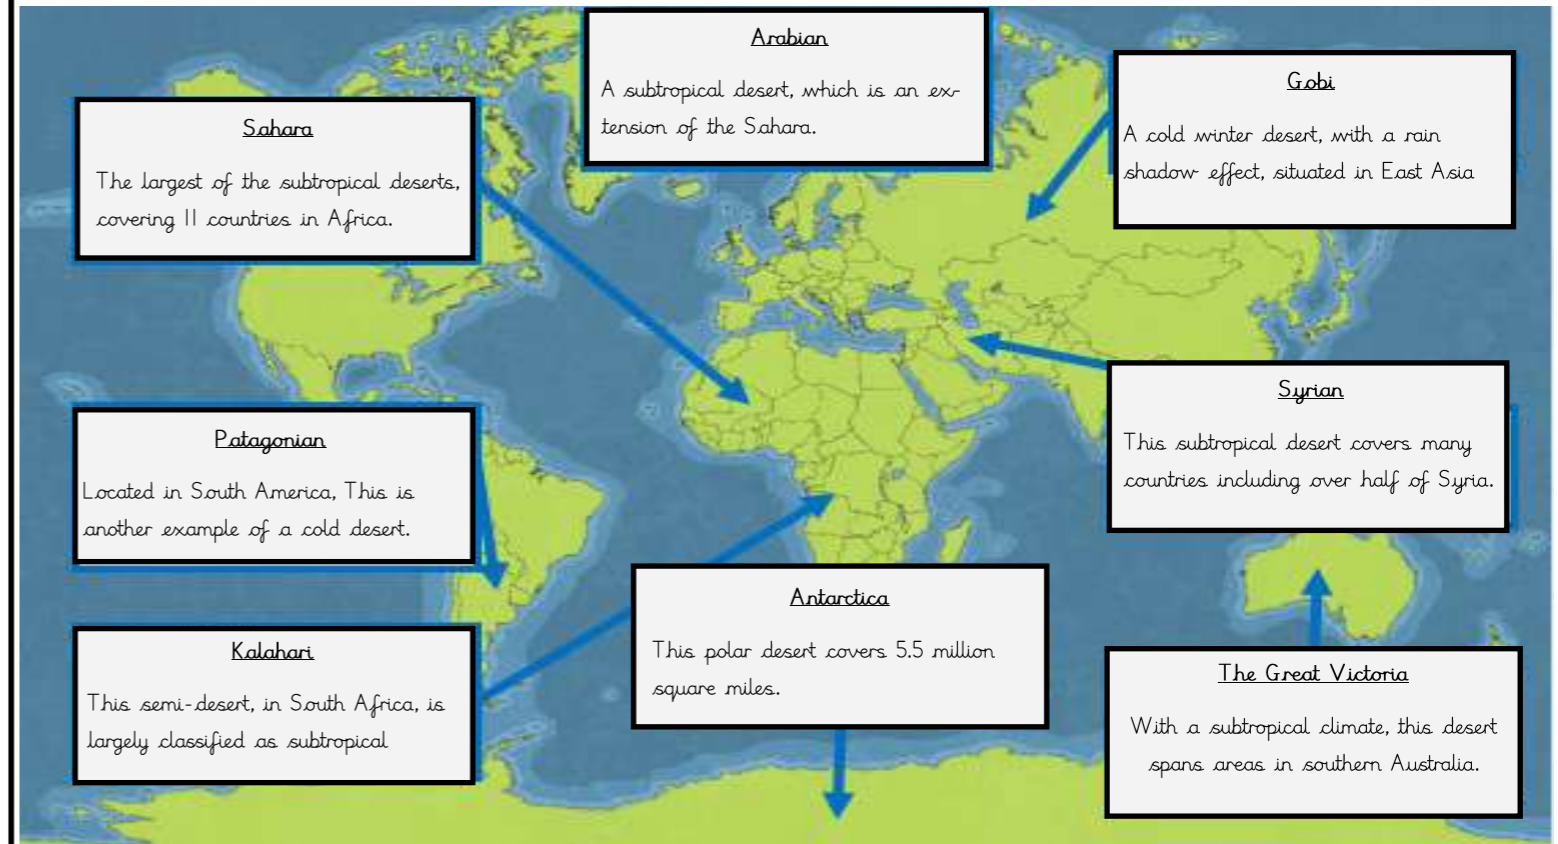 Arabian
A subtropical desert, which is an ex-
tension of the Sahara.
Gobi
A cold winter desert, with a rain
shadow effect, situated in East Asia
Sahara
The largest of the subtropical deserts,
covering 11 countries in Africa.
Syrian
This subtropical desert covers many
countries including over half of Syria.
Patagonian
Located in South America, This is
another example of a cold desert.
Antarctica
This polar desert covers 5.5 million
square miles.
Kalahari
This semi-desert, in South Africa, is
largely classified as subtropical
The Great Victoria
With a subtropical climate, this desert
spans areas in southern Australia.